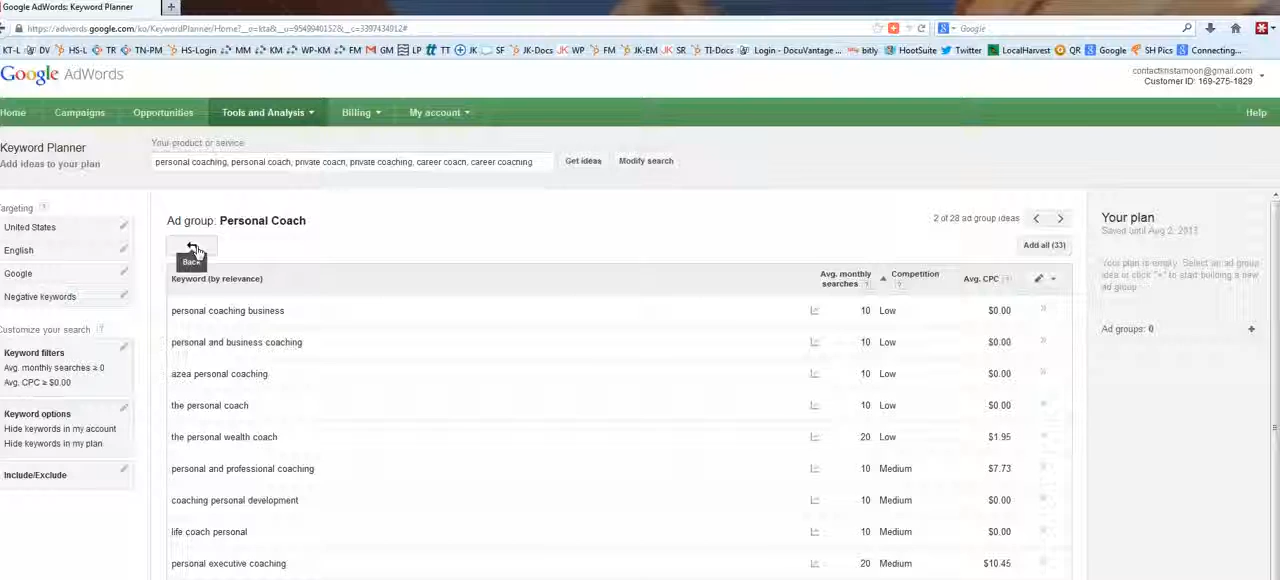 Google AdWords: Keyword Planner
+
https://adwords.google.com/ko/KeywordPlanner/Home?__o=kta&__u=9549940152&__c=3397434912#
Google
KT-L DV HS-L TR TN-PM HS-Login MM KM WP-KM FM GM LP TT JK SF JK-Docs JK WP FM JK-EM JK SR TI-Docs Login - DocuVantage ... bitly HootSuite Twitter LocalHarvest QR Google SH Pics Connecting...
Google AdWords
contactinstamoon@gmail.com
Customer ID: 169-275-1829
Home Campaigns Opportunities Tools and Analysis Billing My account Help
Keyword Planner
Add ideas to your plan
Your product or service
personal coaching, personal coach, private coach, private coaching, career coach, career coaching
Get ideas Modify search
Targeting ?
United States
English
Google
Negative keywords
Customize your search ?
Keyword filters
Avg. monthly searches ≥ 0
Avg. CPC ≥ $0.00
Keyword options
Hide keywords in my account
Hide keywords in my plan
Include/Exclude
Ad group: Personal Coach
2 of 28 ad group ideas
Back
Add all (33)
Keyword (by relevance) Avg. monthly searches ? Competition ? Avg. CPC ?
personal coaching business 10 Low $0.00
personal and business coaching 10 Low $0.00
azea personal coaching 10 Low $0.00
the personal coach 10 Low $0.00
the personal wealth coach 20 Low $1.95
personal and professional coaching 10 Medium $7.73
coaching personal development 10 Medium $0.00
life coach personal 10 Medium $0.00
personal executive coaching 20 Medium $10.45
Your plan
Saved until Aug 2, 2013
Your plan is empty. Select an ad group
idea or click "+" to start building a new
ad group.
Ad groups: 0 +